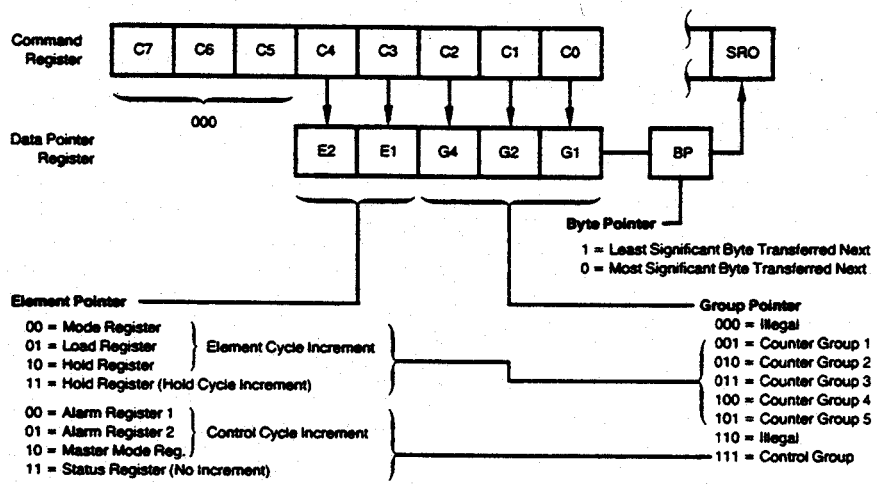 Command Register
C7 C6 C5 C4 C3 C2 C1 C0
SRO
000
Data Pointer Register
E2 E1 G4 G2 G1
BP
Byte Pointer
1 = Least Significant Byte Transferred Next
0 = Most Significant Byte Transferred Next
Element Pointer
00 = Mode Register
01 = Load Register
10 = Hold Register
Element Cycle Increment
11 = Hold Register (Hold Cycle Increment)
00 = Alarm Register 1
01 = Alarm Register 2
10 = Master Mode Reg.
Control Cycle Increment
11 = Status Register (No Increment)
Group Pointer
000 = Illegal
001 = Counter Group 1
010 = Counter Group 2
011 = Counter Group 3
100 = Counter Group 4
101 = Counter Group 5
110 = Illegal
111 = Control Group